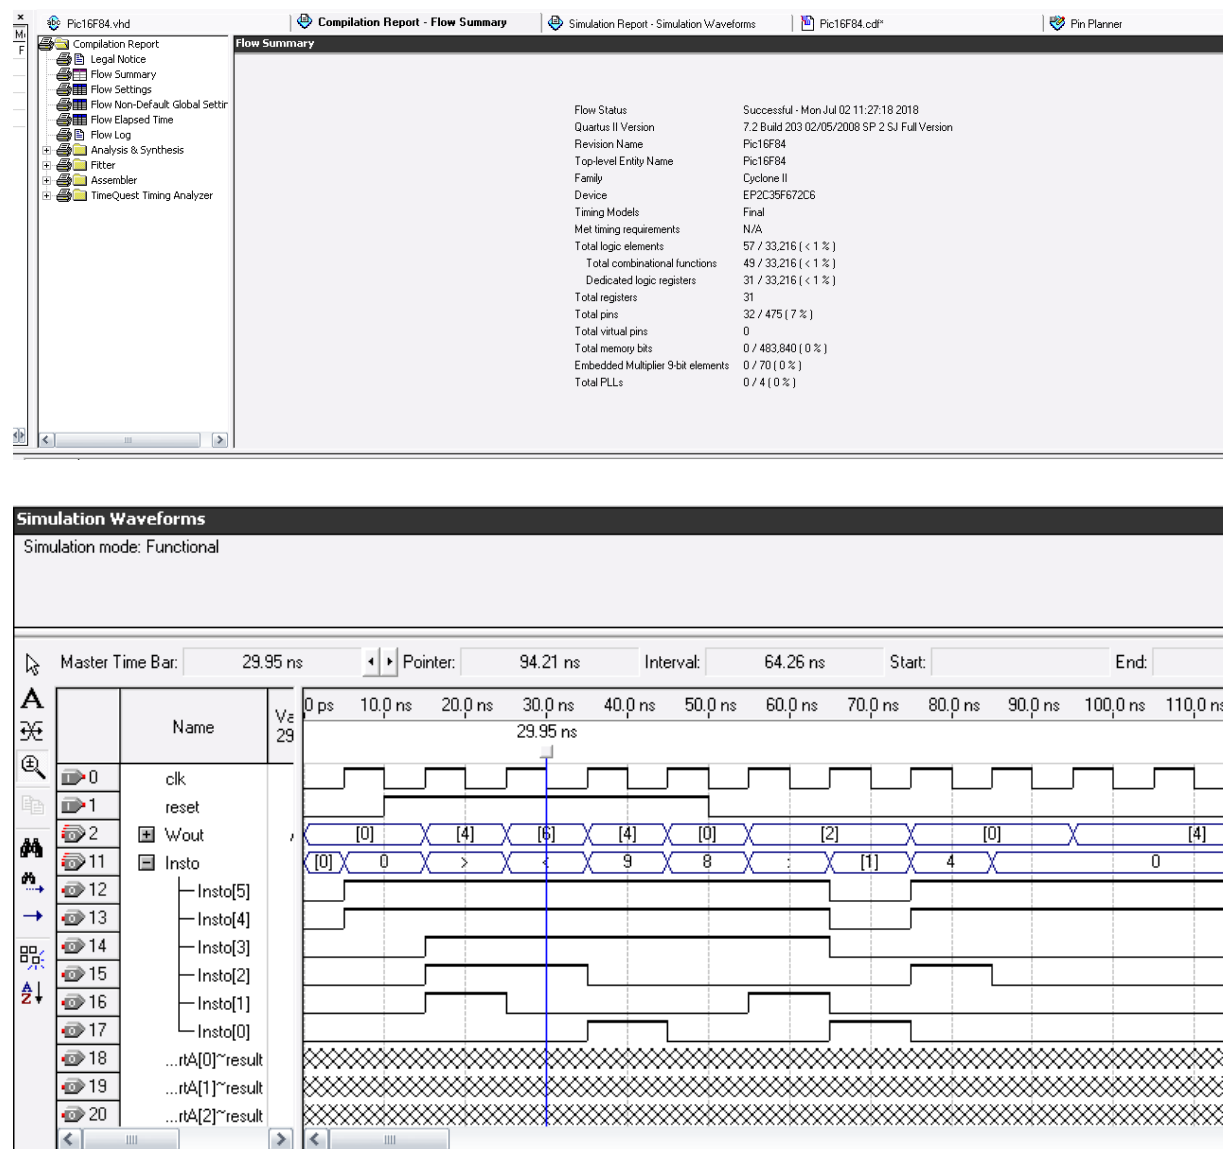 Pic16F84.vhd Compilation Report - Flow Summary Simulation Report - Simulation Waveforms Pic16F84.cdf* Pin Planner
Compilation Report
Legal Notice
Flow Summary
Flow Settings
Flow Non-Default Global Settir
Flow Elapsed Time
Flow Log
Analysis & Synthesis
Fitter
Assembler
TimeQuest Timing Analyzer
Flow Summary
Flow Status Successful - Mon Jul 02 11:27:18 2018
Quartus II Version 7.2 Build 203 02/05/2008 SP 2 SJ Full Version
Revision Name Pic16F84
Top-level Entity Name Pic16F84
Family Cyclone II
Device EP2C35F672C6
Timing Models Final
Met timing requirements N/A
Total logic elements 57 / 33,216 ( < 1 % )
Total combinational functions 49 / 33,216 ( < 1 % )
Dedicated logic registers 31 / 33,216 ( < 1 % )
Total registers 31
Total pins 32 / 475 ( 7 % )
Total virtual pins 0
Total memory bits 0 / 483,840 ( 0 % )
Embedded Multiplier 9-bit elements 0 / 70 ( 0 % )
Total PLLs 0 / 4 ( 0 % )
Simulation Waveforms
Simulation mode: Functional
Master Time Bar: 29.95 ns Pointer: 94.21 ns Interval: 64.26 ns Start: End:
Name
Va
29
0 ps 10.0 ns 20.0 ns 30.0 ns 40.0 ns 50.0 ns 60.0 ns 70.0 ns 80.0 ns 90.0 ns 100.0 ns 110.0 ns
29.95 ns
0 clk
1 reset
2 Wout [0] [4] [6] [4] [0] [2] [0] [4]
11 Insto [0] 0 > < 9 8 : [1] 4 0
12 Insto[5]
13 Insto[4]
14 Insto[3]
15 Insto[2]
16 Insto[1]
17 Insto[0]
18 ...rtA[0]~result
19 ...rtA[1]~result
20 ...rtA[2]~result